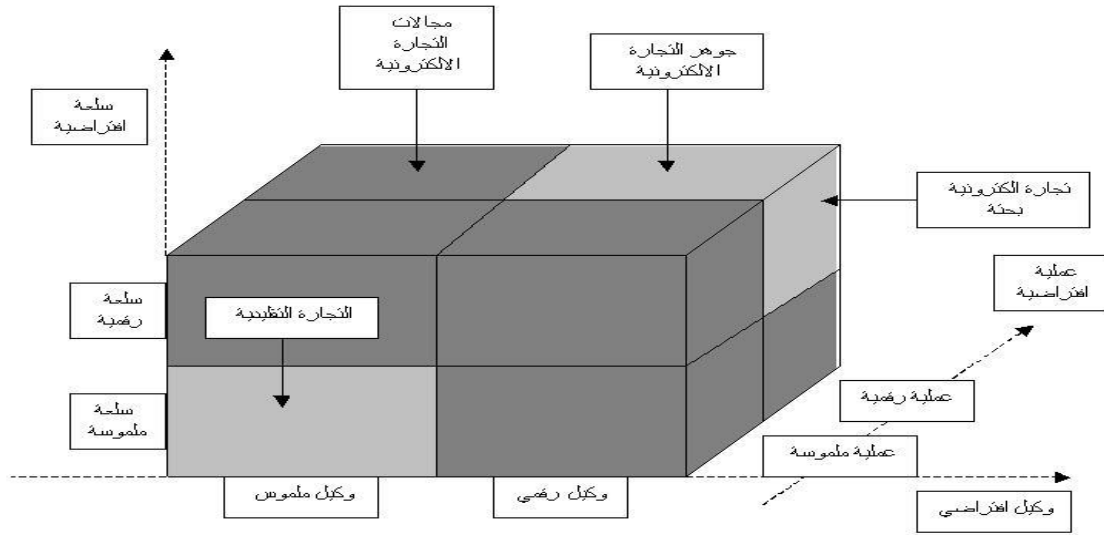 مجالات
التجارة
الالكترونية
جوهر التجارة
الالكترونية
سلعة
افتراضية
تجارة الكترونية
بحتة
عملية
افتراضية
سلعة
رقمية
التجارة التقليدية
عملية رقمية
سلعة
ملموسة
عملية ملموسة
وكيل ملموس
وكيل رقمي
وكيل افتراضي